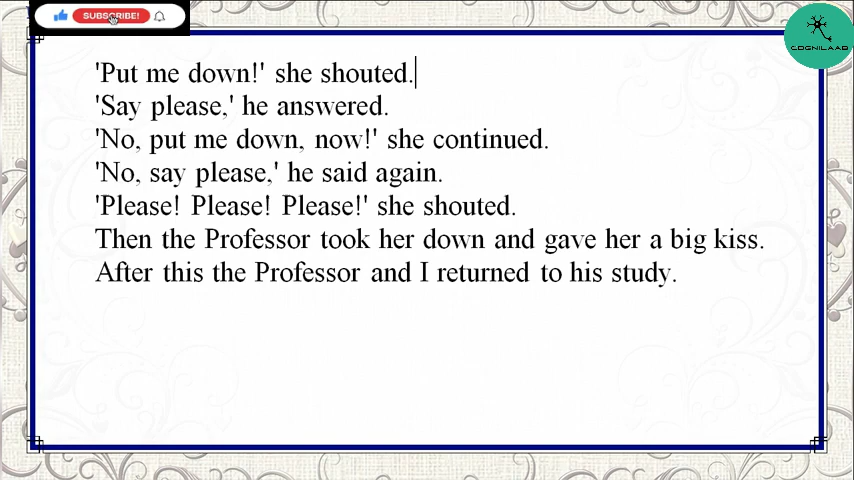 SUBSCRIBE!
COGNILAAB
'Put me down!' she shouted.
'Say please,' he answered.
'No, put me down, now!' she continued.
'No, say please,' he said again.
'Please! Please! Please!' she shouted.
Then the Professor took her down and gave her a big kiss.
After this the Professor and I returned to his study.